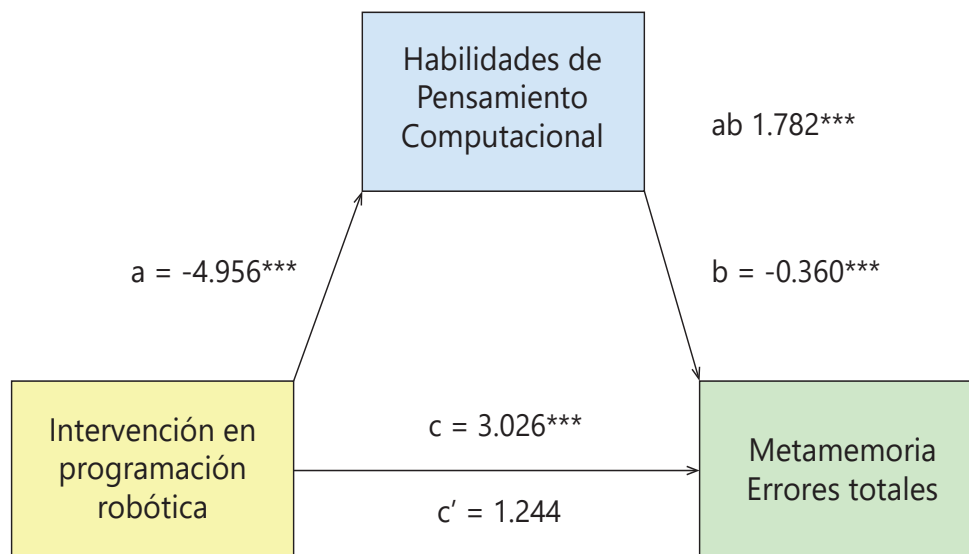 Habilidades de
Pensamiento
Computacional
ab 1.782***
a = -4.956***
b = -0.360***
Intervención en
programación
robótica
c = 3.026***
c’ = 1.244
Metamemoria
Errores totales